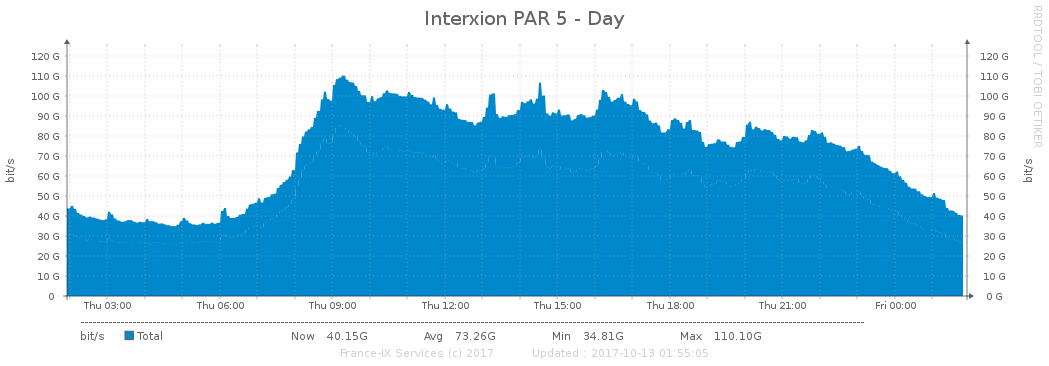 Interxion PAR 5 - Day
RRDTOOL / TOBI OETIKER
bit/s
120 G
110 G
100 G
90 G
80 G
70 G
60 G
50 G
40 G
30 G
20 G
10 G
0
120 G
110 G
100 G
90 G
80 G
70 G
60 G
50 G
40 G
30 G
20 G
10 G
0 G
bit/s
Thu 03:00 Thu 06:00 Thu 09:00 Thu 12:00 Thu 15:00 Thu 18:00 Thu 21:00 Fri 00:00
bit/s Total Now 40.15G Avg 73.26G Min 34.81G Max 110.10G
France-IX Services (c) 2017 Updated : 2017-10-13 01:55:05